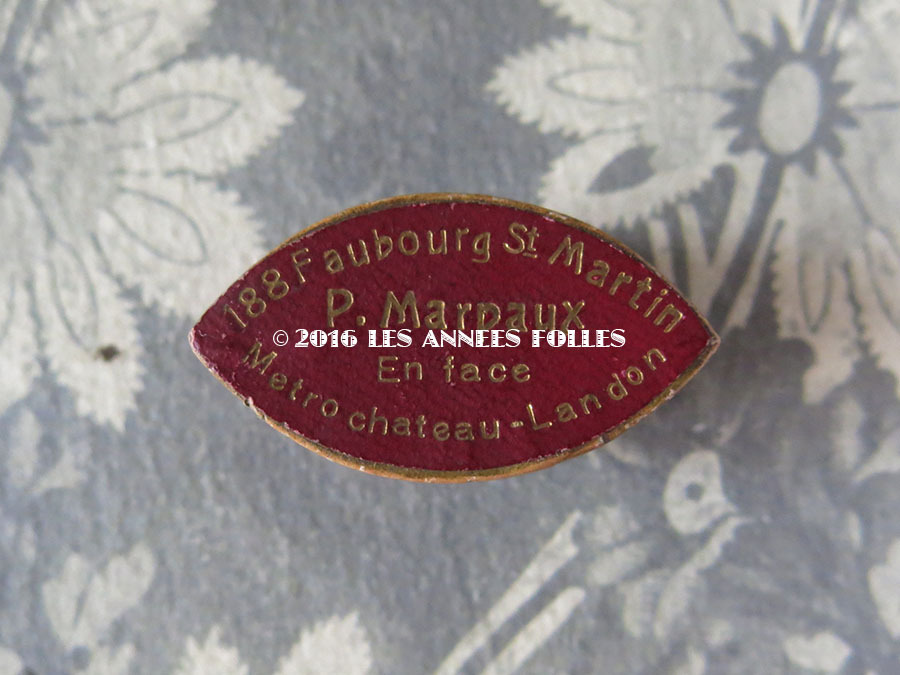 188 Faubourg St Martin
P. Marpaux
© 2016 LES ANNEES FOLLES
En face
Metro chateau-Landon